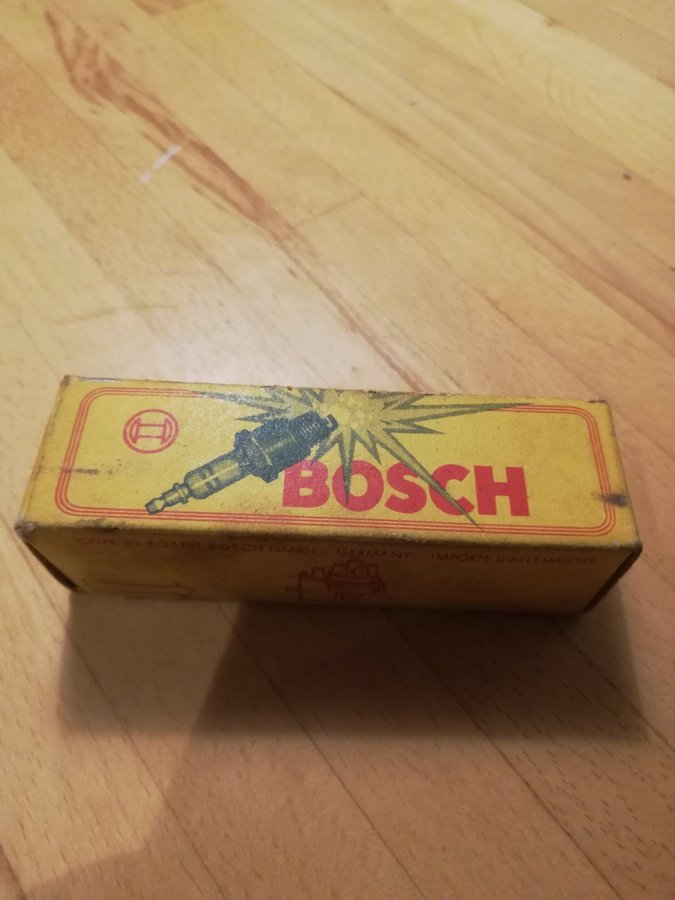 BOSCH
COPR. BY ROBERT BOSCH GMBH - GERMANY - IMPORTÉ D'ALLEMAGNE